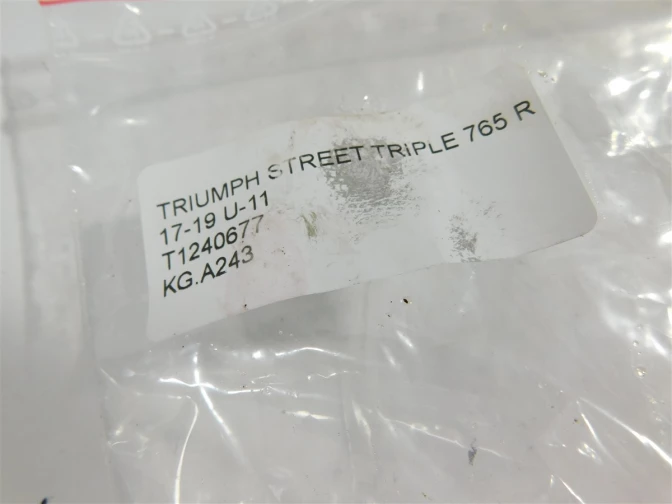 TRIUMPH STREET TRIPLE 765 R
17-19 U-11
T1240677
KG.A243